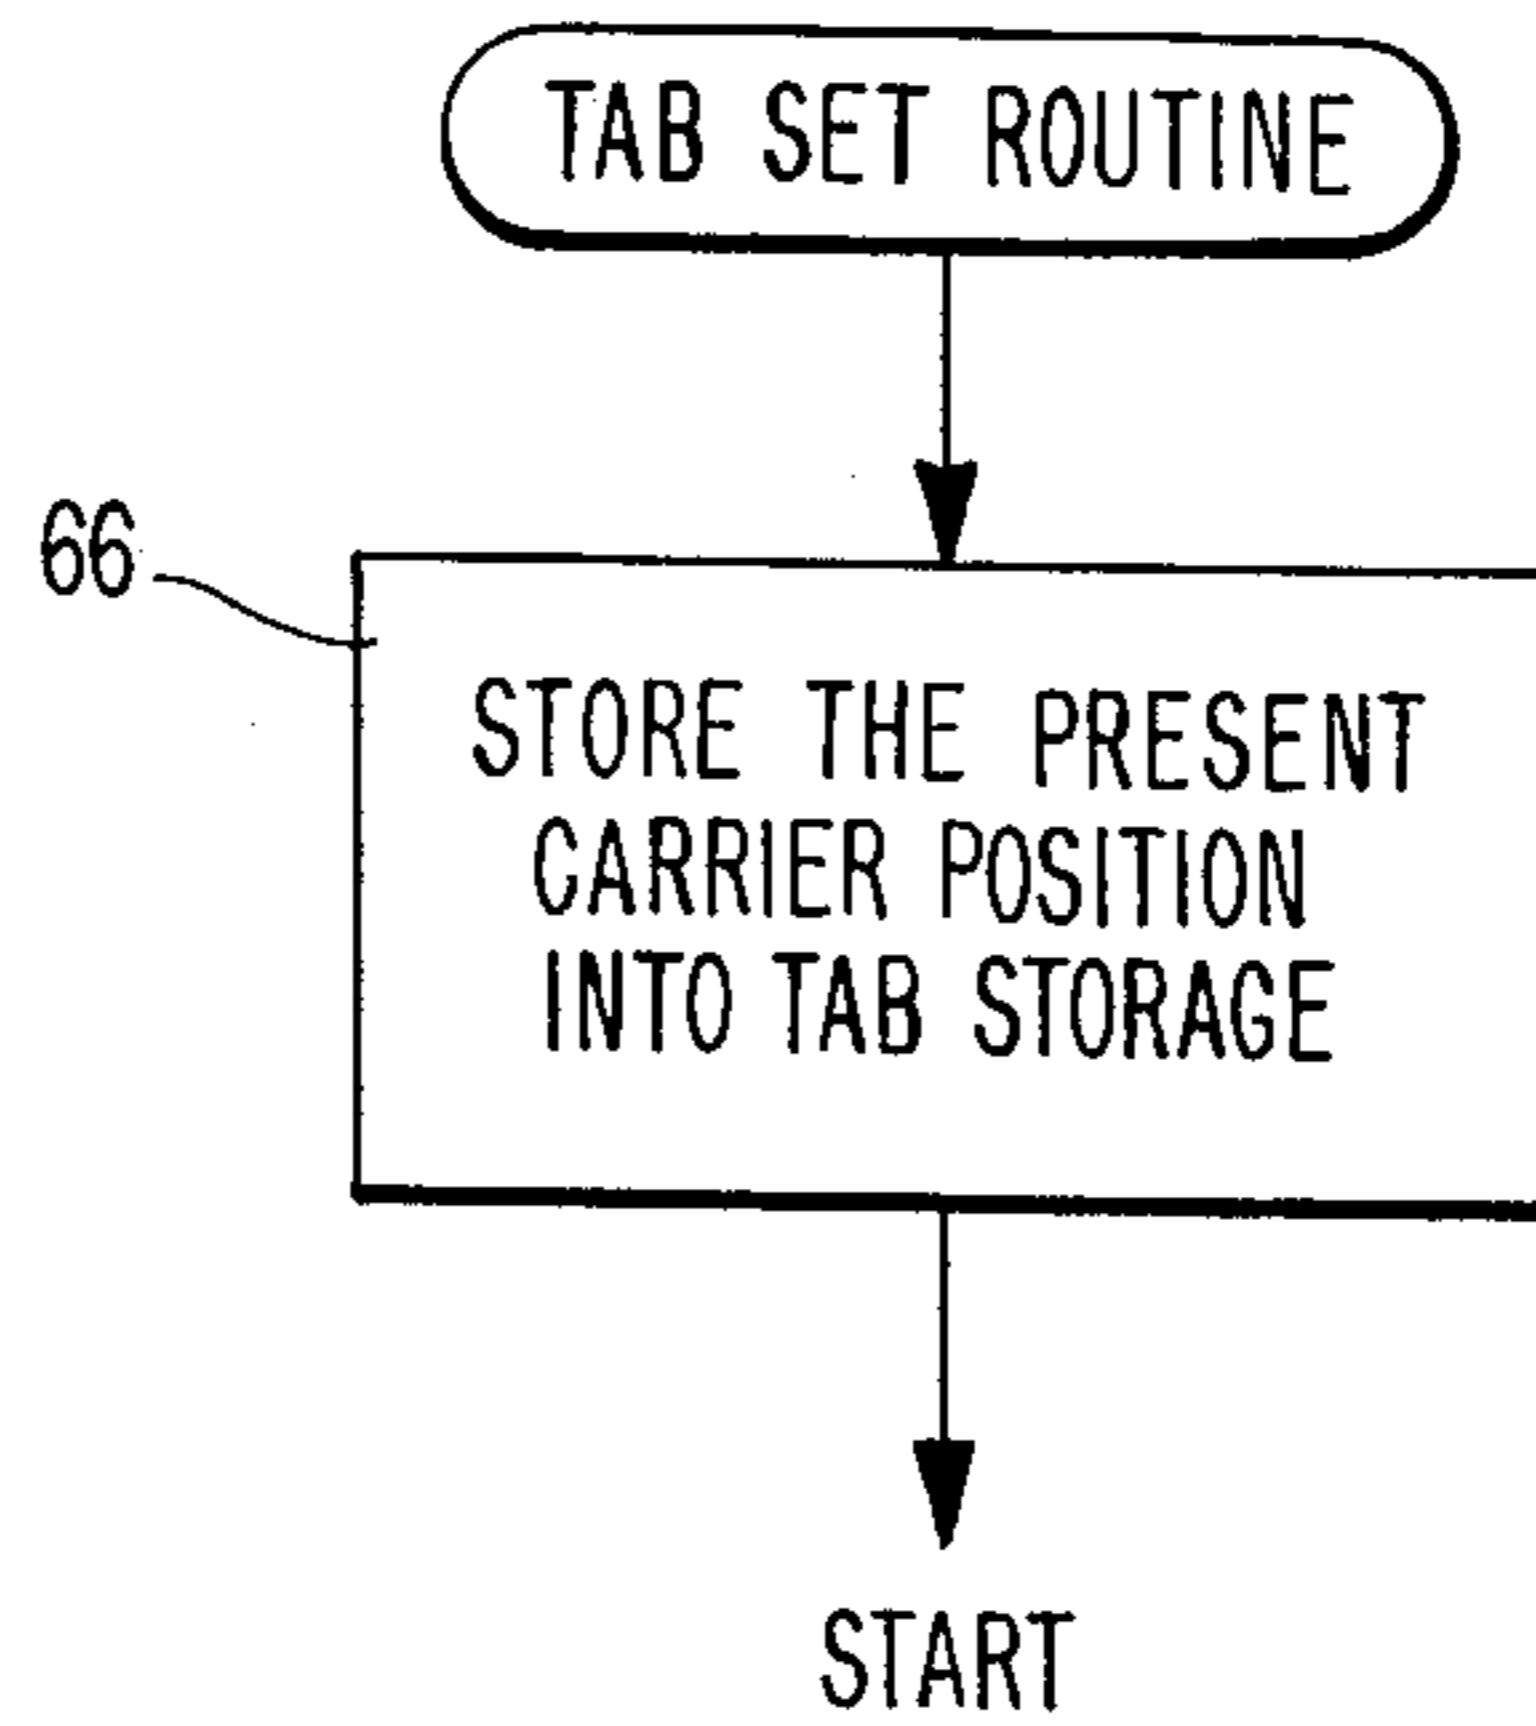 TAB SET ROUTINE
66
STORE THE PRESENT
CARRIER POSITION
INTO TAB STORAGE
START